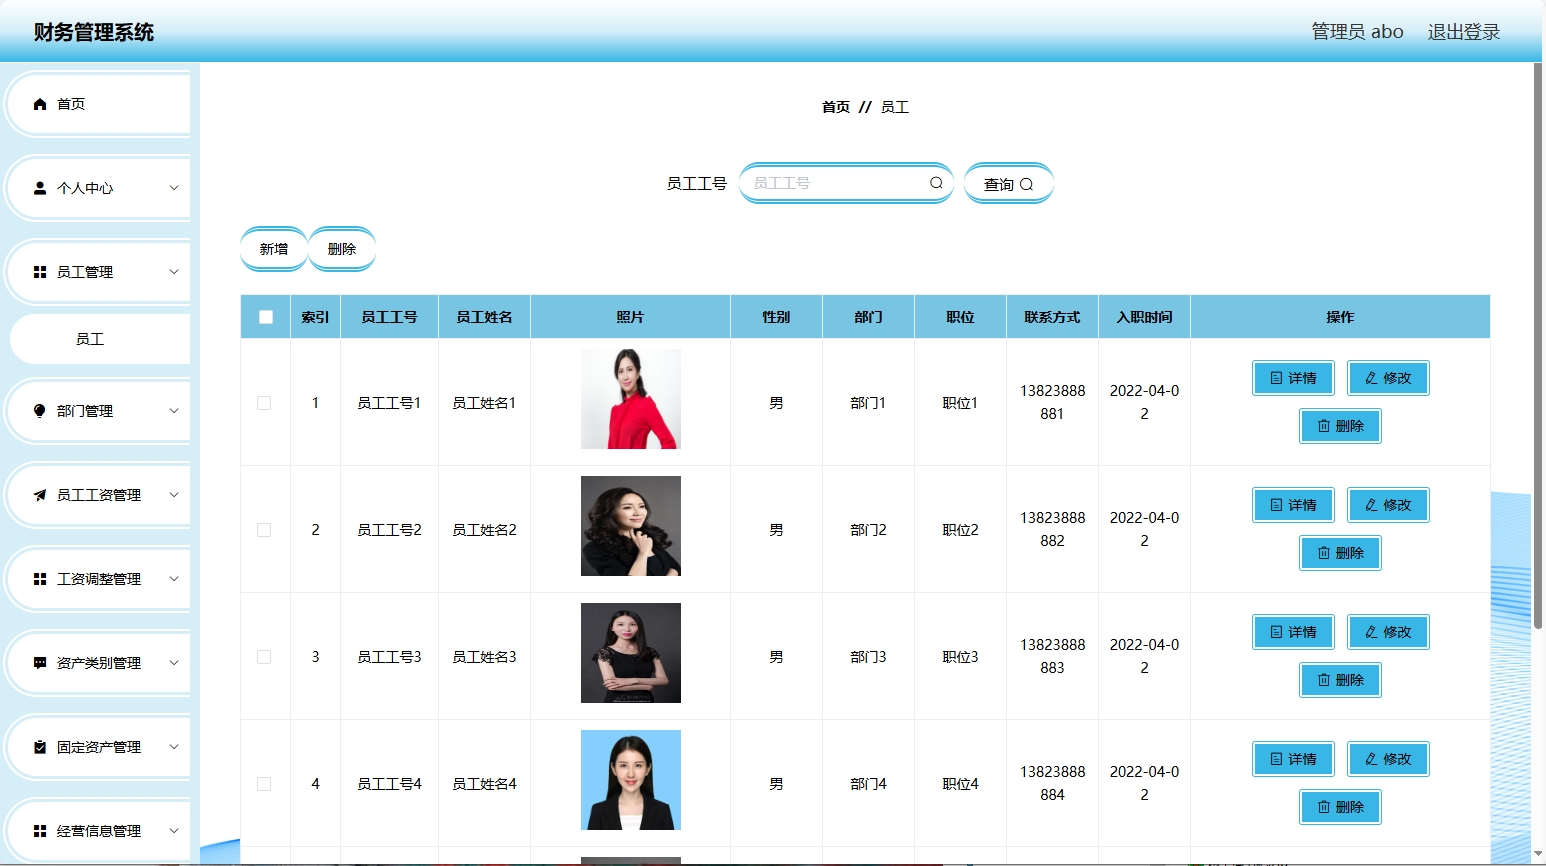 财务管理系统
管理员 abo 退出登录
首页
个人中心
员工管理
员工
部门管理
员工工资管理
工资调整管理
资产类别管理
固定资产管理
经营信息管理
首页 // 员工
员工工号 员工工号 查询
新增 删除
索引 员工工号 员工姓名 照片 性别 部门 职位 联系方式 入职时间 操作
1 员工工号1 员工姓名1 男 部门1 职位1 13823888881 2022-04-02 详情 修改 删除
2 员工工号2 员工姓名2 男 部门2 职位2 13823888882 2022-04-02 详情 修改 删除
3 员工工号3 员工姓名3 男 部门3 职位3 13823888883 2022-04-02 详情 修改 删除
4 员工工号4 员工姓名4 男 部门4 职位4 13823888884 2022-04-02 详情 修改 删除